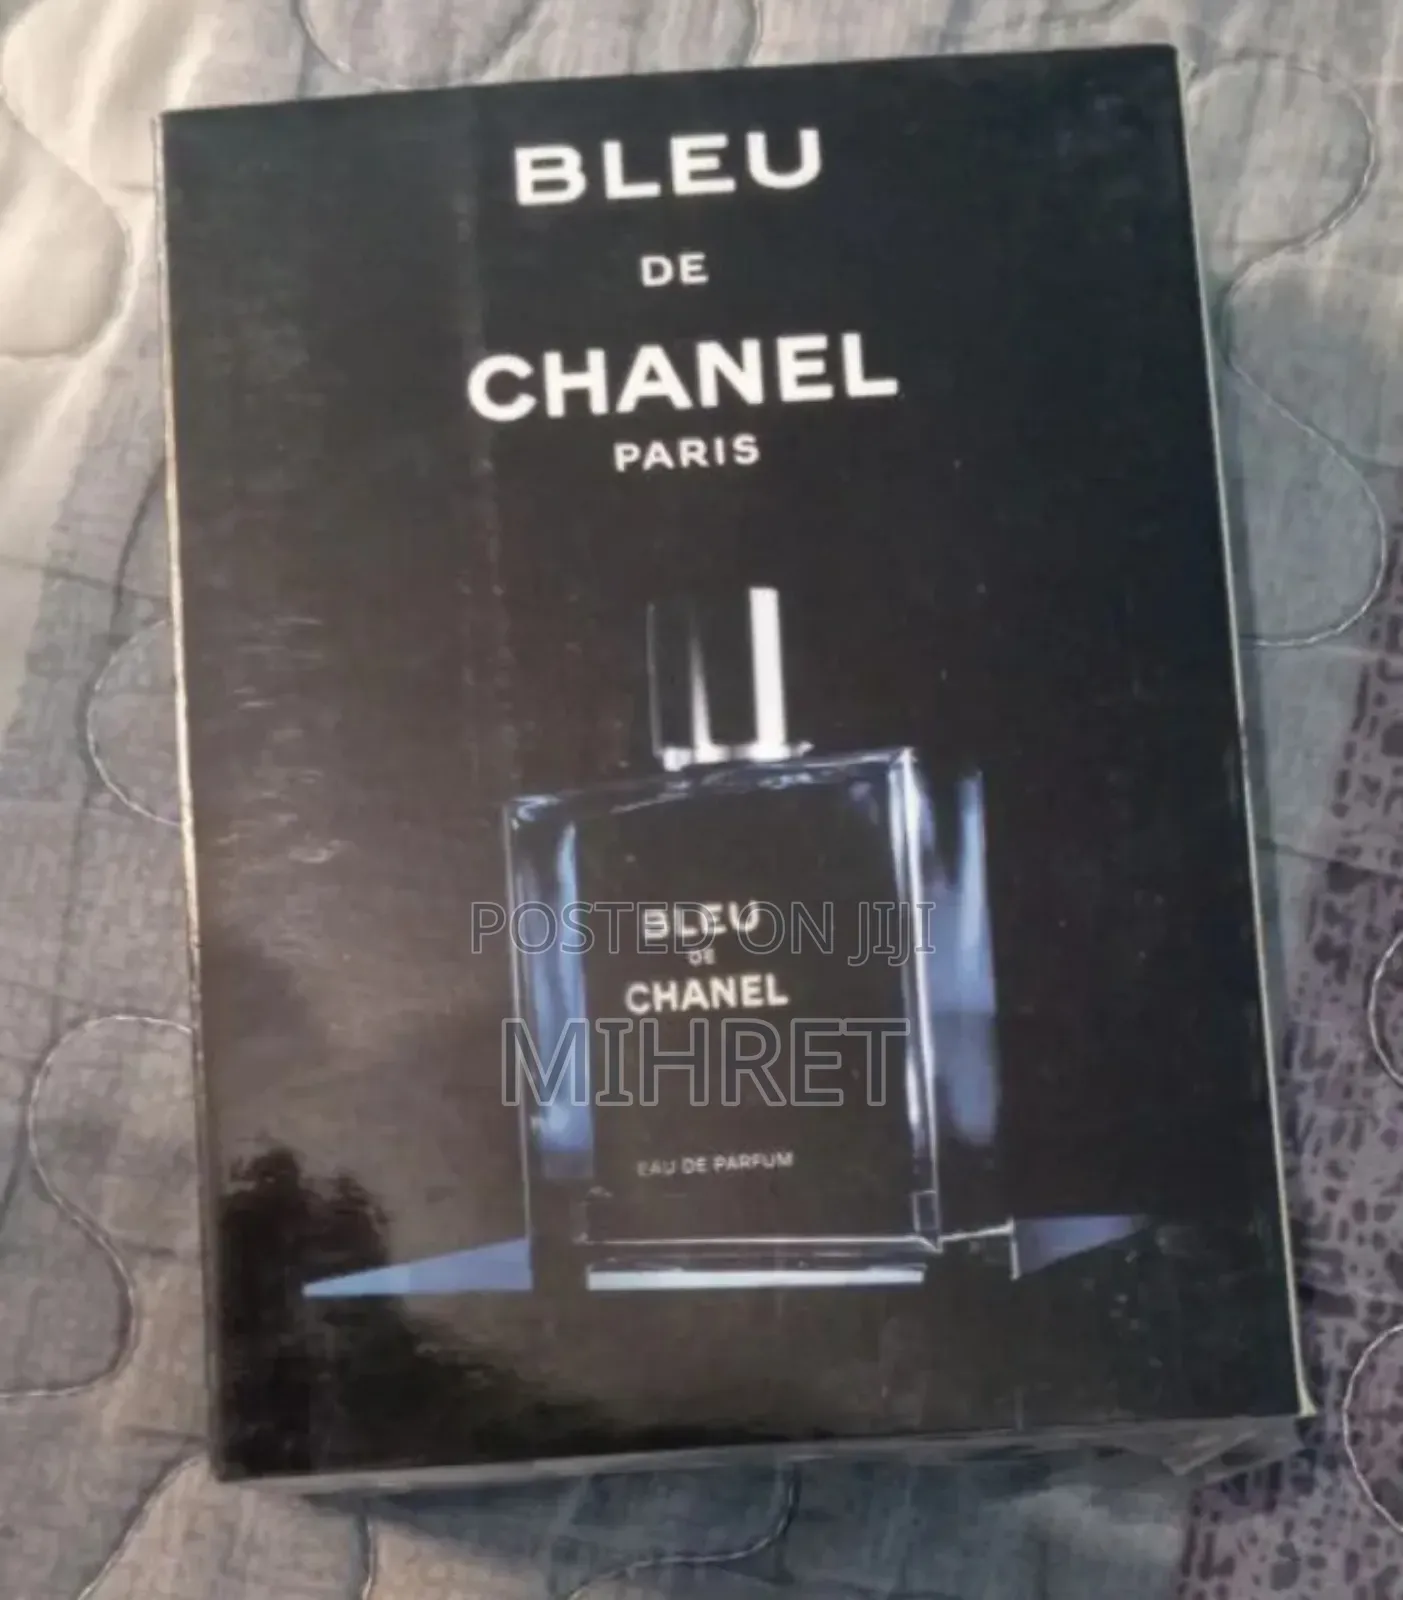 BLEU
DE
CHANEL
PARIS
POSTED ON JIJI
BLEU
DE
CHANEL
MIHRET
EAU DE PARFUM